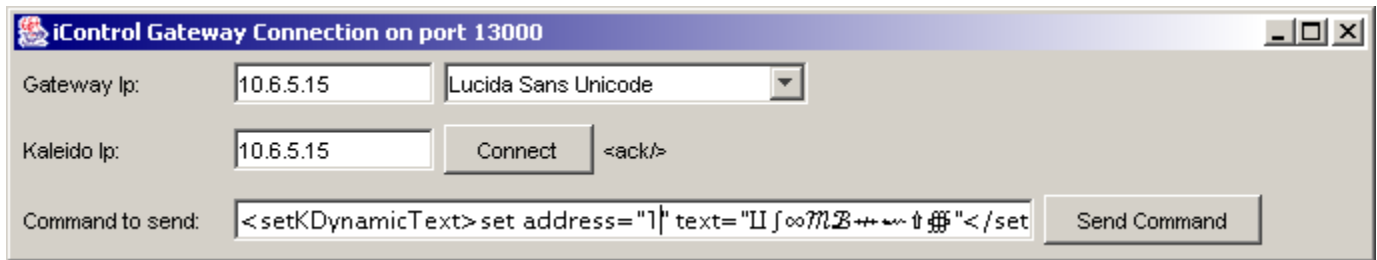 iControl Gateway Connection on port 13000
Gateway Ip: 10.6.5.15 Lucida Sans Unicode
Kaleido Ip: 10.6.5.15 Connect <ack/>
Command to send: <setKDynamicText>set address="1" text="∐∫∞ℳℬ⇸⬳⇮∰"</set Send Command